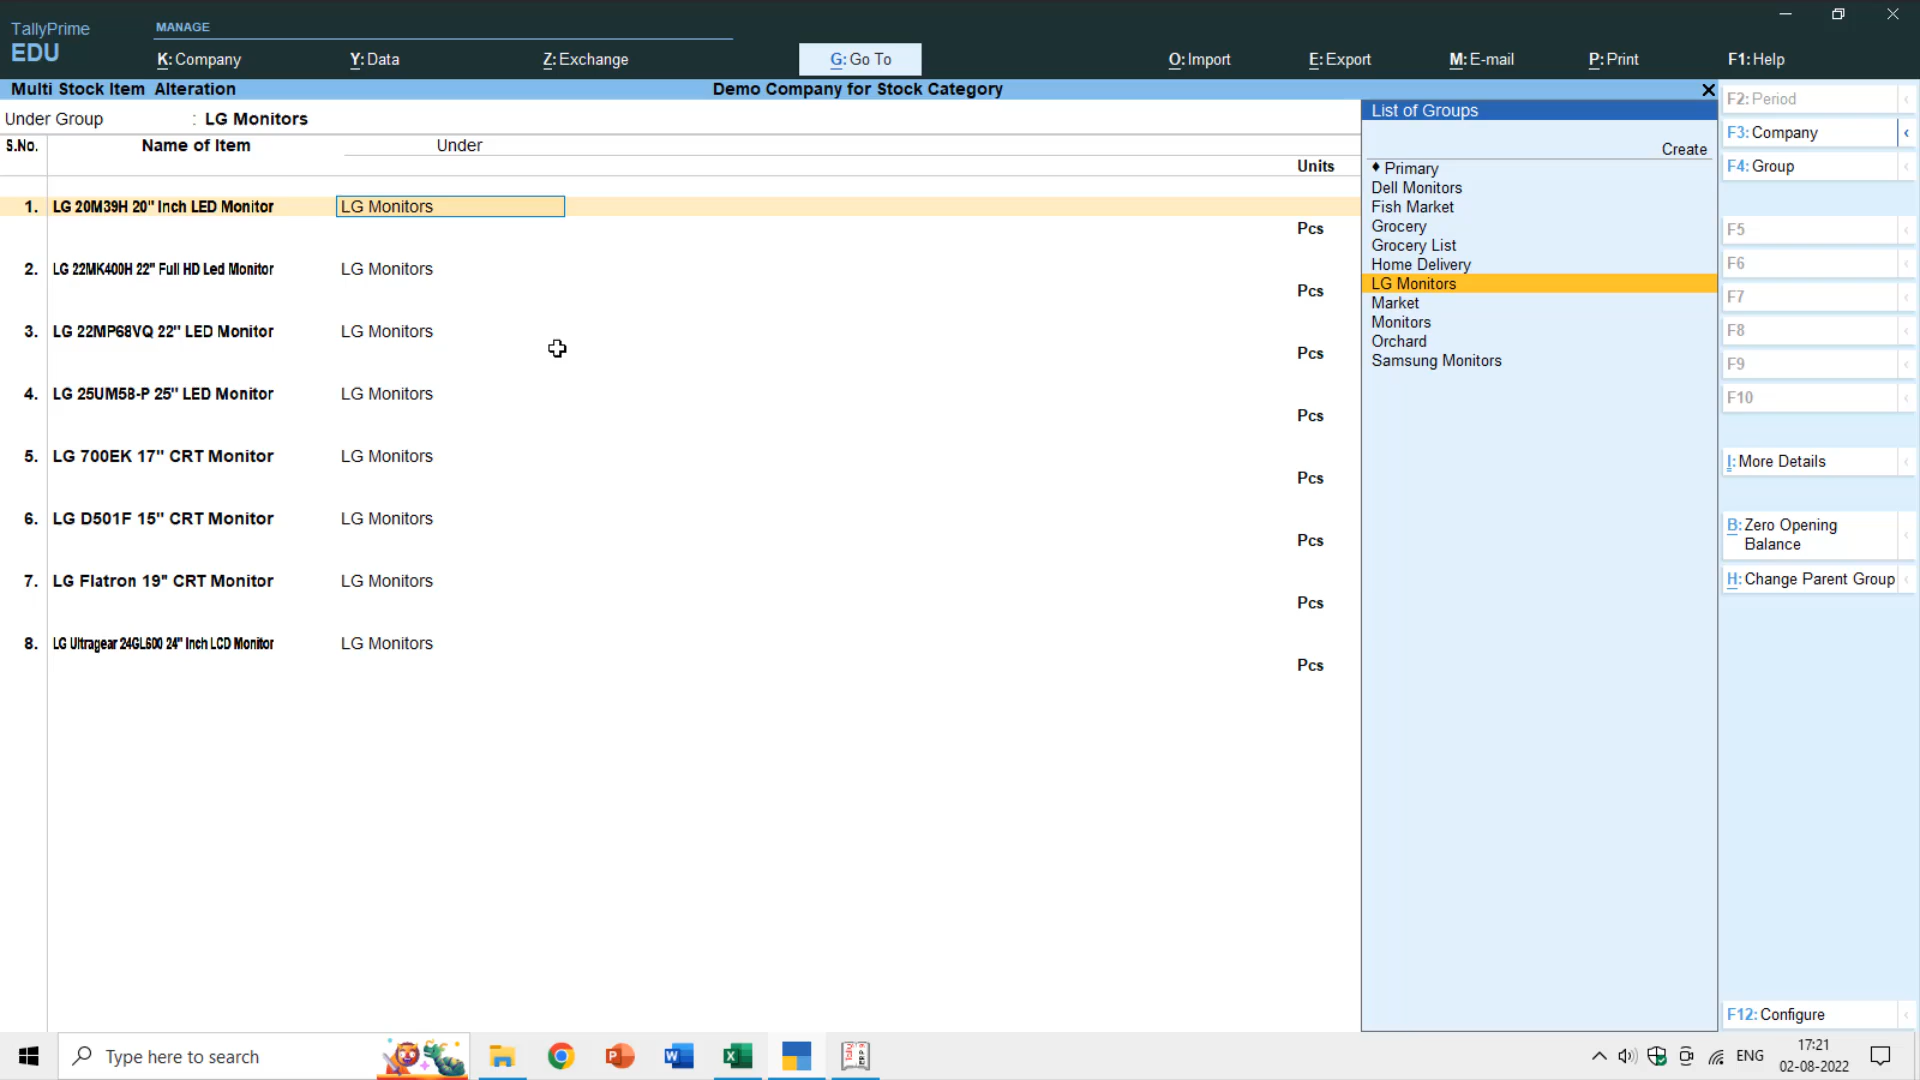 TallyPrime
EDU
MANAGE
K: Company
Y: Data
Z: Exchange
G: Go To
O: Import
E: Export
M: E-mail
P: Print
F1: Help
Multi Stock Item Alteration
Demo Company for Stock Category
Under Group : LG Monitors
S.No. Name of Item Under
Units
1. LG 20M39H 20" Inch LED Monitor LG Monitors
Pcs
2. LG 22MK400H 22" Full HD Led Monitor LG Monitors
Pcs
3. LG 22MP68VQ 22" LED Monitor LG Monitors
Pcs
4. LG 25UM58-P 25" LED Monitor LG Monitors
Pcs
5. LG 700EK 17" CRT Monitor LG Monitors
Pcs
6. LG D501F 15" CRT Monitor LG Monitors
Pcs
7. LG Flatron 19" CRT Monitor LG Monitors
Pcs
8. LG Ultragear 24GL600 24" Inch LCD Monitor LG Monitors
Pcs
List of Groups
Create
♦ Primary
Dell Monitors
Fish Market
Grocery
Grocery List
Home Delivery
LG Monitors
Market
Monitors
Orchard
Samsung Monitors
F2: Period
F3: Company
F4: Group
F5
F6
F7
F8
F9
F10
I: More Details
B: Zero Opening
Balance
H: Change Parent Group
F12: Configure
Type here to search
ENG
17:21
02-08-2022